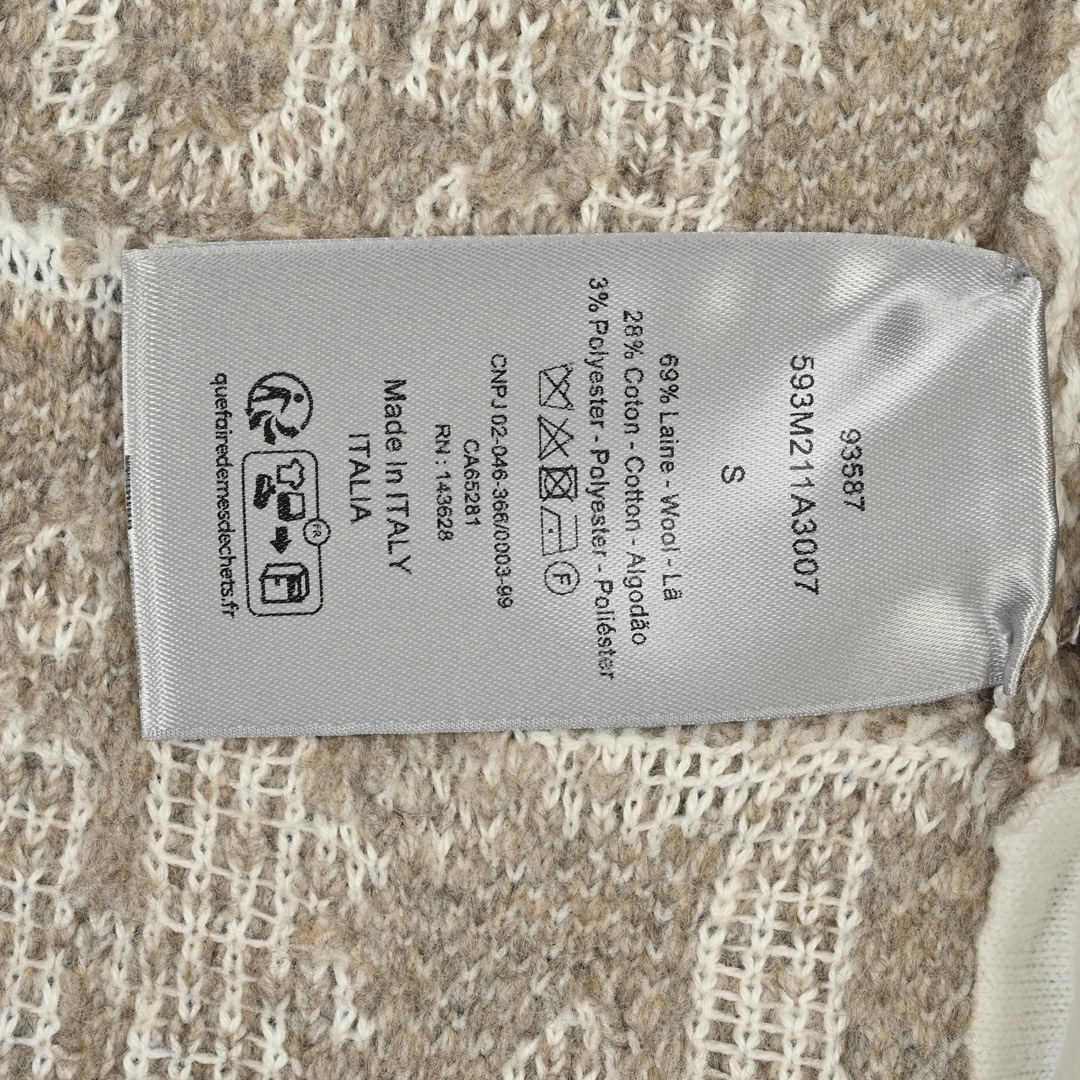 93587
593M211A3007
S
69% Laine - Wool - Lã
28% Coton - Cotton - Algodão
3% Polyester - Polyester - Poliéster
F
CNPJ 02-046-366/0003-99
CA65281
RN : 143628
Made In ITALY
ITALIA
FR
quefairedemesdechets.fr